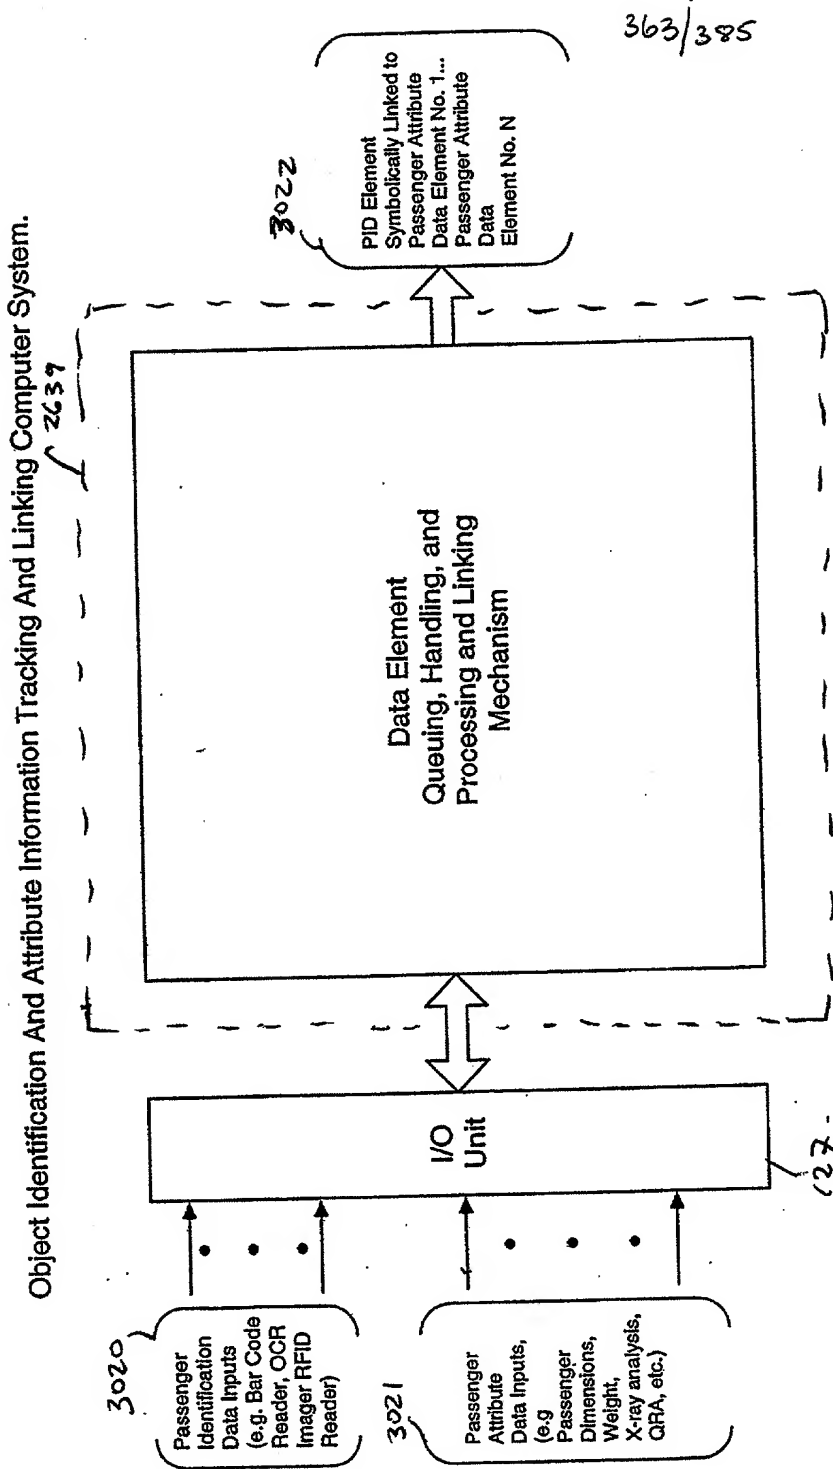 363/385
Object Identification And Attribute Information Tracking And Linking Computer System.
2639
3020
Passenger
Identification
Data Inputs
(e.g. Bar Code
Reader, OCR
Imager RFID
Reader)
3021
Passenger
Attribute
Data Inputs,
(e.g
Passenger
Dimensions,
Weight,
X-ray analysis,
QRA, etc.)
I/O
Unit
127.
Data Element
Queuing, Handling, and
Processing and Linking
Mechanism
3022
PID Element
Symbolically Linked to
Passenger Attribute
Data Element No. 1...
Passenger Attribute
Data
Element No. N